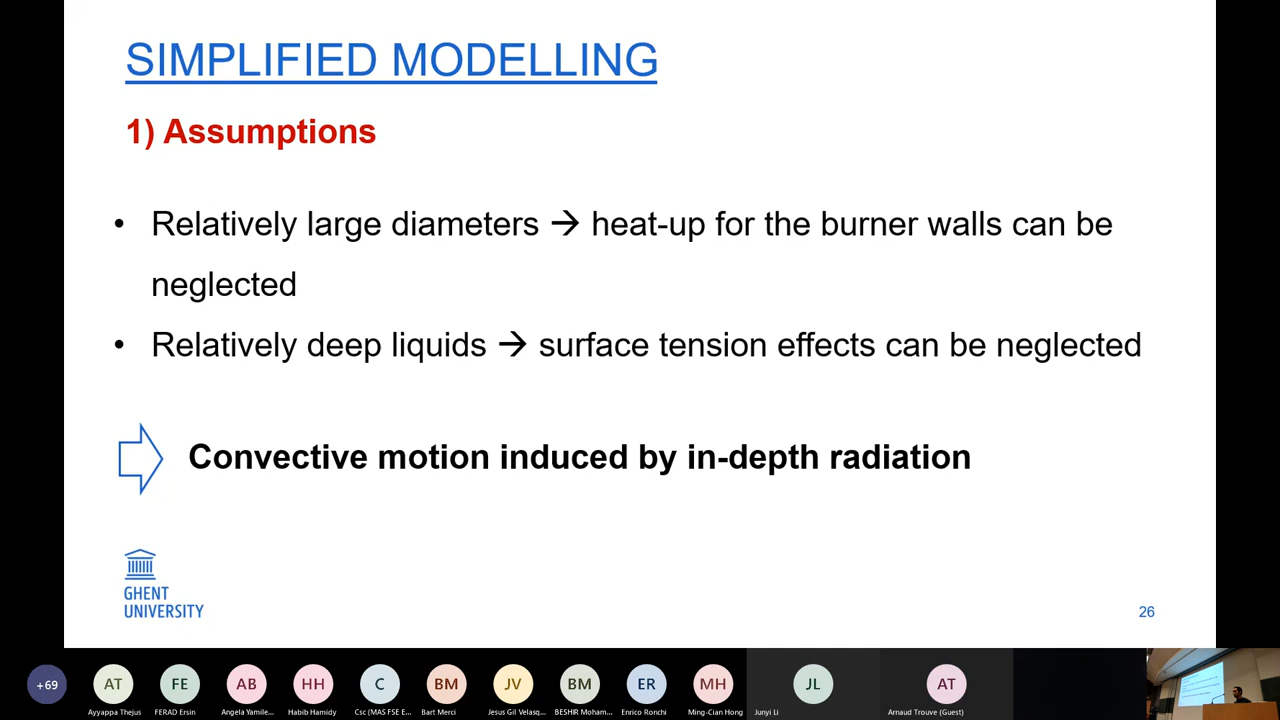 SIMPLIFIED MODELLING
1) Assumptions
• Relatively large diameters → heat-up for the burner walls can be
neglected
• Relatively deep liquids → surface tension effects can be neglected
Convective motion induced by in-depth radiation
GHENT
UNIVERSITY
26
+69
AT
FE
AB
HH
C
BM
JV
BM
ER
MH
JL
AT
Ayyappa Thejus
FERAD Ersin
Angela Yamile...
Habib Hamidy
Csc (MAS FSE E...
Bart Merci
Jesus Gil Velasq...
BESHIR Moham...
Enrico Ronchi
Ming-Cian Hong
Junyi Li
Arnaud Trouve (Guest)